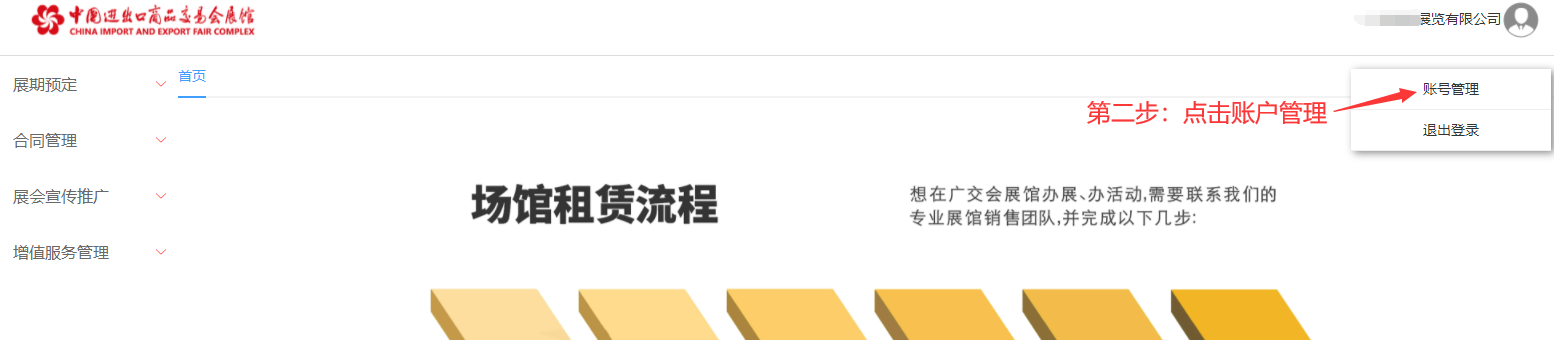 中国进出口商品交易会展馆
CHINA IMPORT AND EXPORT FAIR COMPLEX
展览有限公司
展期预定
首页
账号管理
第二步：点击账户管理
退出登录
合同管理
展会宣传推广
场馆租赁流程
想在广交会展馆办展、办活动,需要联系我们的
专业展馆销售团队,并完成以下几步:
增值服务管理